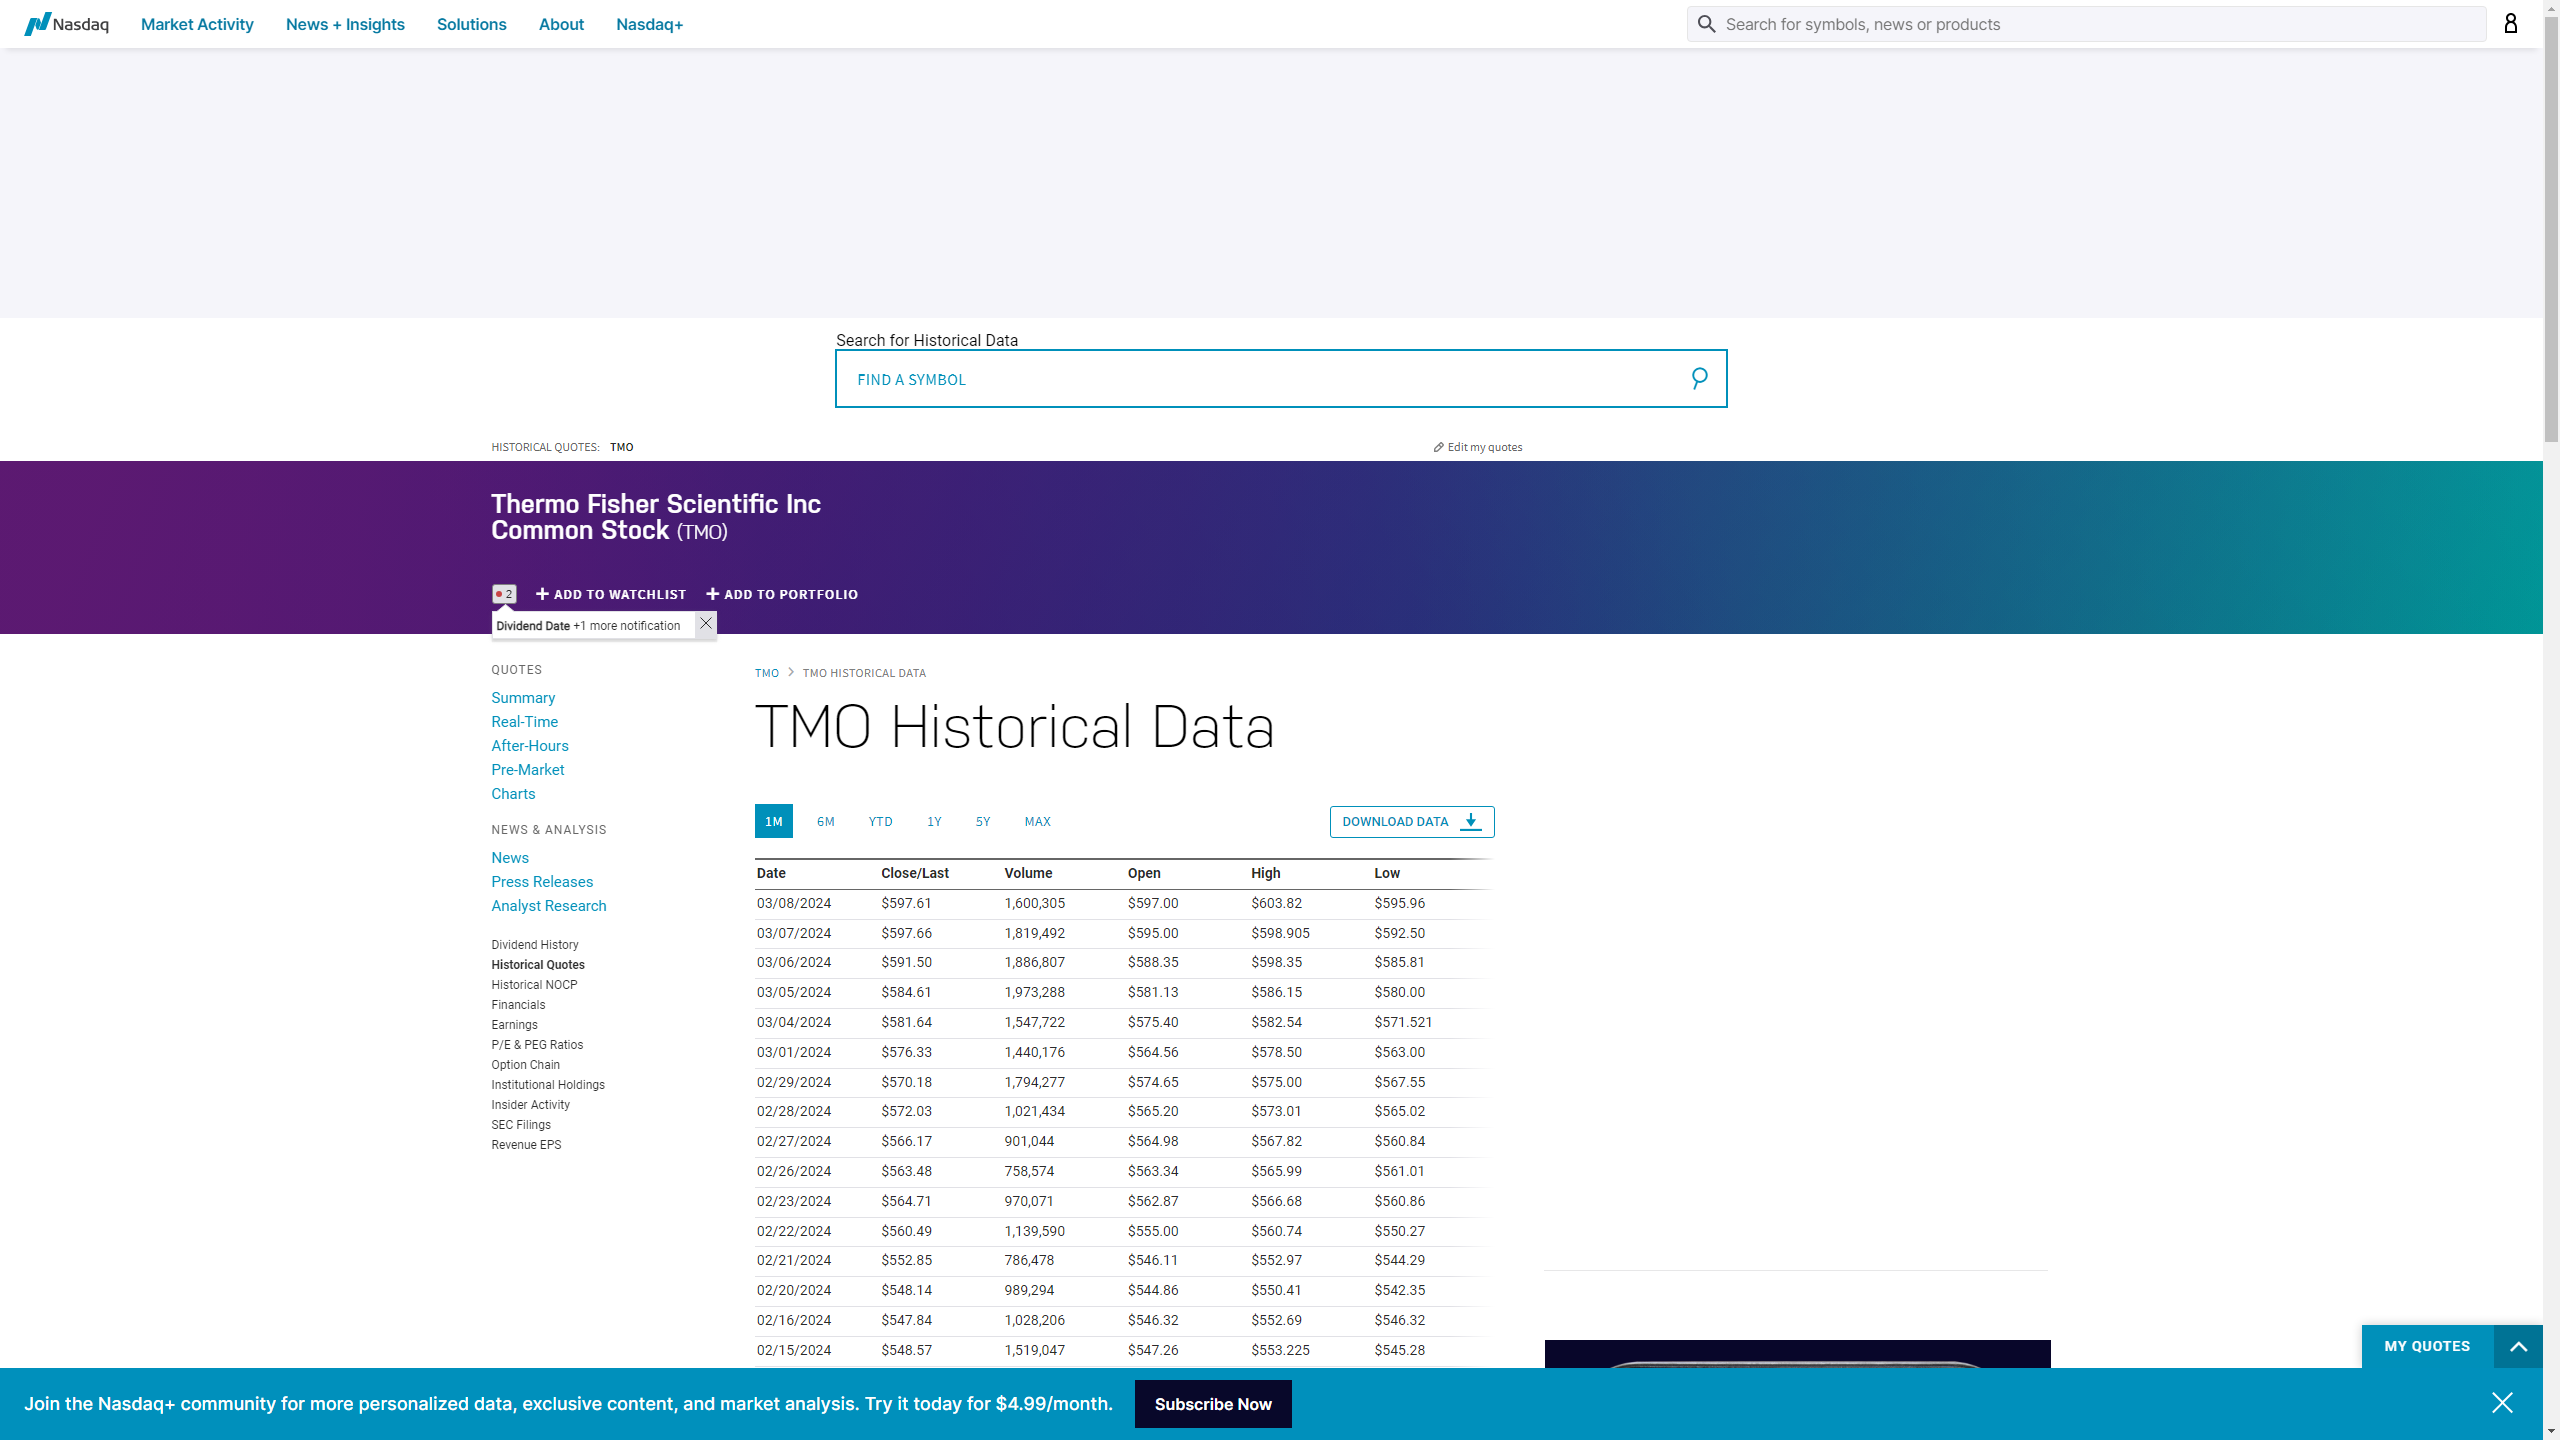 Nasdaq Market Activity News + Insights Solutions About Nasdaq+ Search for symbols, news or products
Search for Historical Data
FIND A SYMBOL
HISTORICAL QUOTES: TMO Edit my quotes
Thermo Fisher Scientific Inc
Common Stock (TMO)
2 ADD TO WATCHLIST ADD TO PORTFOLIO
Dividend Date +1 more notification
QUOTES
Summary
Real-Time
After-Hours
Pre-Market
Charts
NEWS & ANALYSIS
News
Press Releases
Analyst Research
Dividend History
Historical Quotes
Historical NOCP
Financials
Earnings
P/E & PEG Ratios
Option Chain
Institutional Holdings
Insider Activity
SEC Filings
Revenue EPS
TMO > TMO HISTORICAL DATA
TMO Historical Data
1M 6M YTD 1Y 5Y MAX DOWNLOAD DATA
Date Close/Last Volume Open High Low
03/08/2024 $597.61 1,600,305 $597.00 $603.82 $595.96
03/07/2024 $597.66 1,819,492 $595.00 $598.905 $592.50
03/06/2024 $591.50 1,886,807 $588.35 $598.35 $585.81
03/05/2024 $584.61 1,973,288 $581.13 $586.15 $580.00
03/04/2024 $581.64 1,547,722 $575.40 $582.54 $571.521
03/01/2024 $576.33 1,440,176 $564.56 $578.50 $563.00
02/29/2024 $570.18 1,794,277 $574.65 $575.00 $567.55
02/28/2024 $572.03 1,021,434 $565.20 $573.01 $565.02
02/27/2024 $566.17 901,044 $564.98 $567.82 $560.84
02/26/2024 $563.48 758,574 $563.34 $565.99 $561.01
02/23/2024 $564.71 970,071 $562.87 $566.68 $560.86
02/22/2024 $560.49 1,139,590 $555.00 $560.74 $550.27
02/21/2024 $552.85 786,478 $546.11 $552.97 $544.29
02/20/2024 $548.14 989,294 $544.86 $550.41 $542.35
02/16/2024 $547.84 1,028,206 $546.32 $552.69 $546.32
02/15/2024 $548.57 1,519,047 $547.26 $553.225 $545.28
MY QUOTES
Join the Nasdaq+ community for more personalized data, exclusive content, and market analysis. Try it today for $4.99/month. Subscribe Now